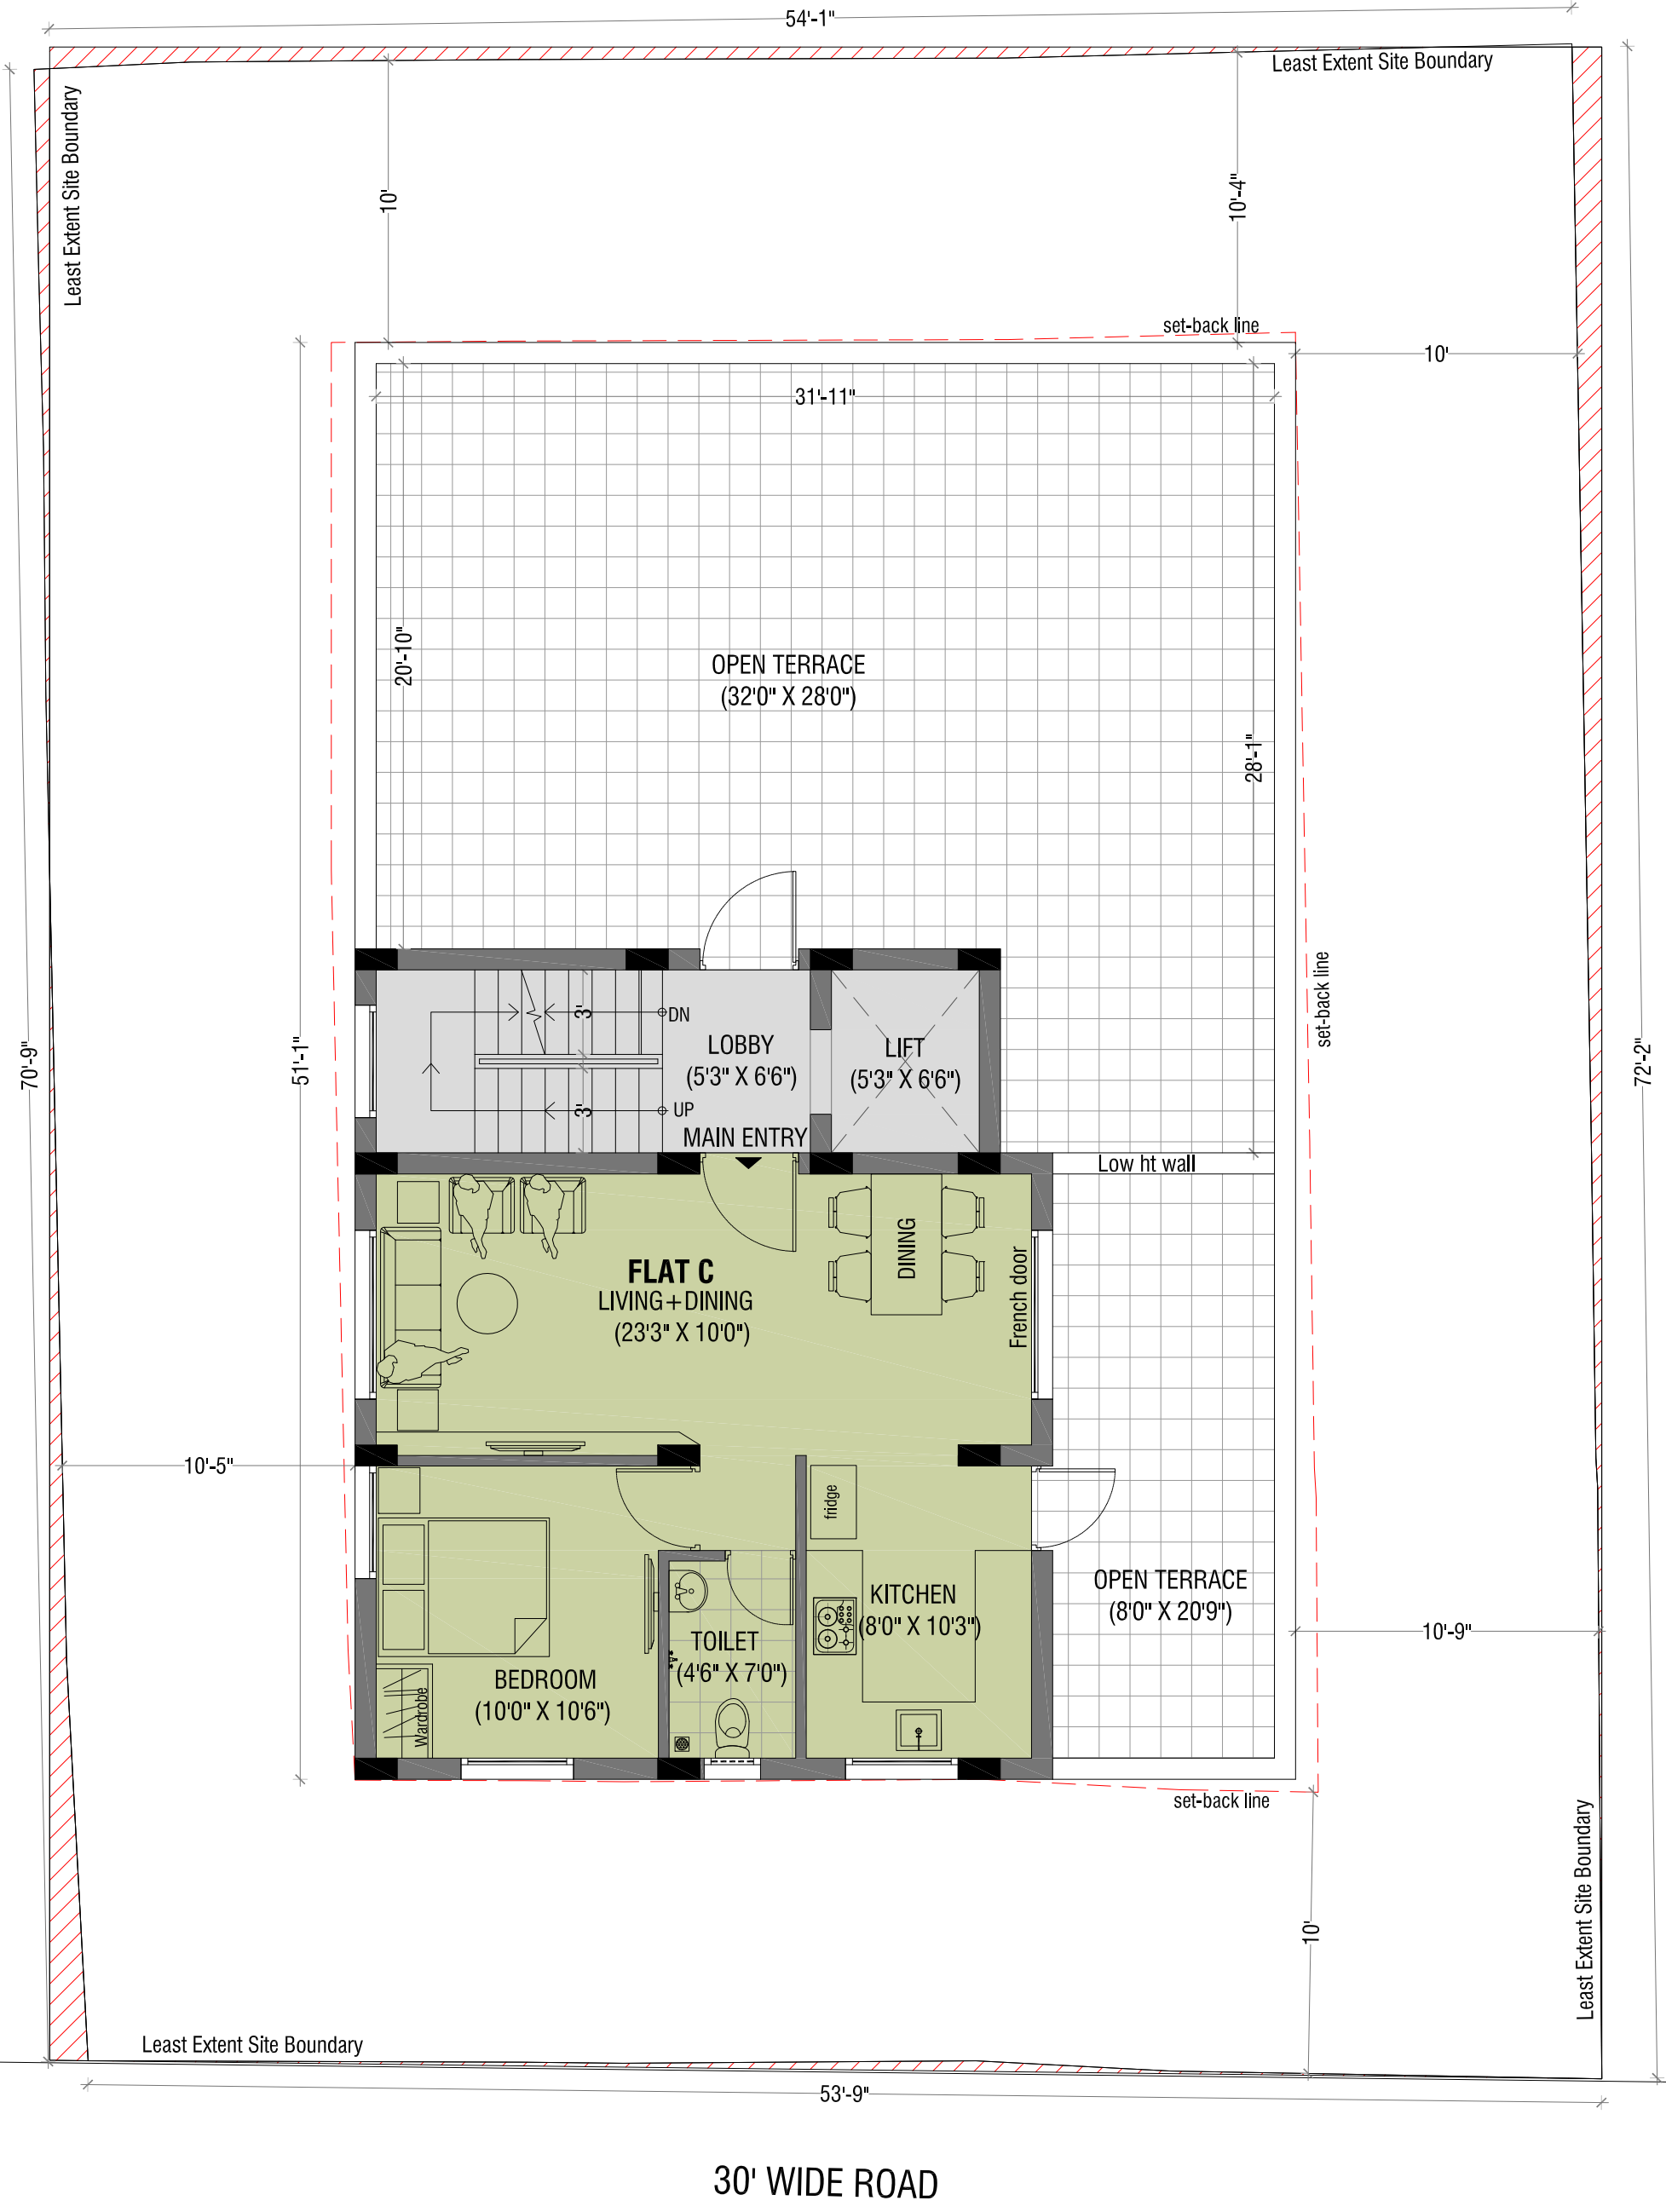 54'-1"
Least Extent Site Boundary
Least Extent Site Boundary
10'
10'-4"
set-back line
10'
31'-11"
20'-10"
OPEN TERRACE
(32'0" X 28'0")
28'-1"
set-back line
70'-9"
51'-1"
72'-2"
3'
DN
LOBBY
(5'3" X 6'6")
LIFT
(5'3" X 6'6")
3'
UP
MAIN ENTRY
Low ht wall
DINING
FLAT C
LIVING+DINING
(23'3" X 10'0")
French door
10'-5"
fridge
KITCHEN
(8'0" X 10'3")
OPEN TERRACE
(8'0" X 20'9")
TOILET
(4'6" X 7'0")
BEDROOM
(10'0" X 10'6")
Wardrobe
10'-9"
set-back line
10'
Least Extent Site Boundary
Least Extent Site Boundary
53'-9"
30' WIDE ROAD